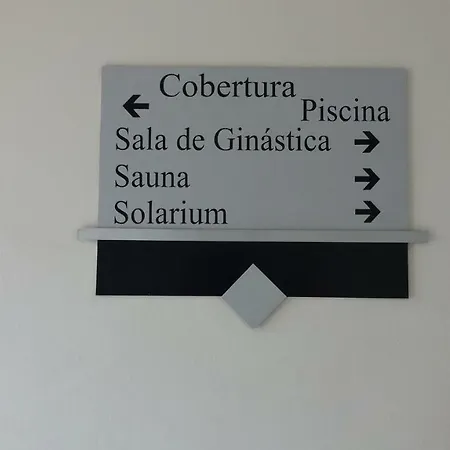 Cobertura
← Piscina
Sala de Ginástica →
Sauna →
Solarium →